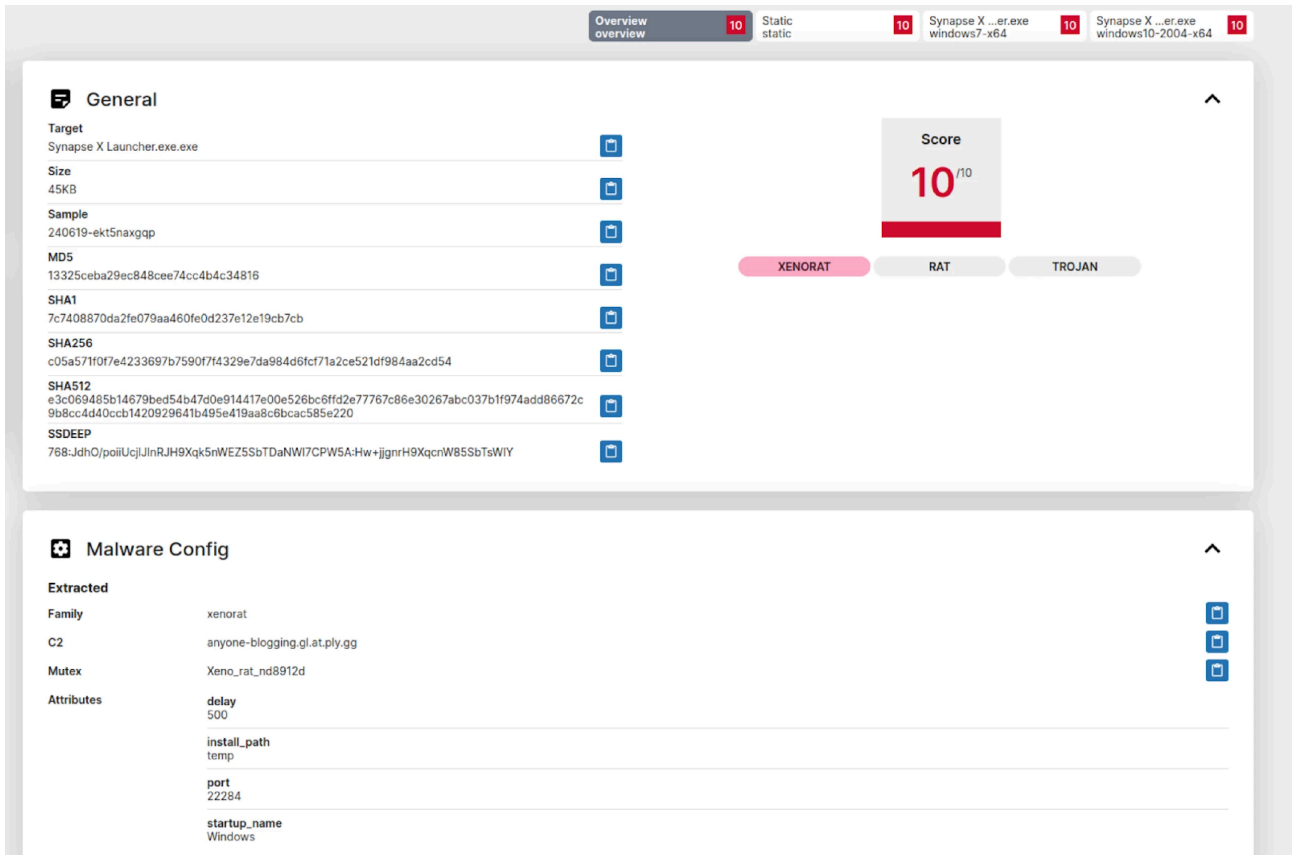 Overview
overview
10
Static
static
10
Synapse X ...er.exe
windows7-x64
10
Synapse X ...er.exe
windows10-2004-x64
10
General
Target
Synapse X Launcher.exe.exe
Size
45KB
Sample
240619-ekt5naxgqp
MD5
13325ceba29ec848cee74cc4b4c34816
SHA1
7c7408870da2fe079aa460fe0d237e12e19cb7cb
SHA256
c05a571f0f7e4233697b7590f7f4329e7da984d6fcf71a2ce521df984aa2cd54
SHA512
e3c069485b14679bed54b47d0e914417e00e526bc6ffd2e77767c86e30267abc037b1f974add86672c
9b8cc4d40ccb1420929641b495e419aa8c6bcac585e220
SSDEEP
768:JdhO/poiiUcjlJInRJH9Xqk5nWEZ5SbTDaNWI7CPW5A:Hw+jjgnrH9XqcnW85SbTsWIY
Score
10/10
XENORAT
RAT
TROJAN
Malware Config
Extracted
Family
xenorat
C2
anyone-blogging.gl.at.ply.gg
Mutex
Xeno_rat_nd8912d
Attributes
delay
500
install_path
temp
port
22284
startup_name
Windows